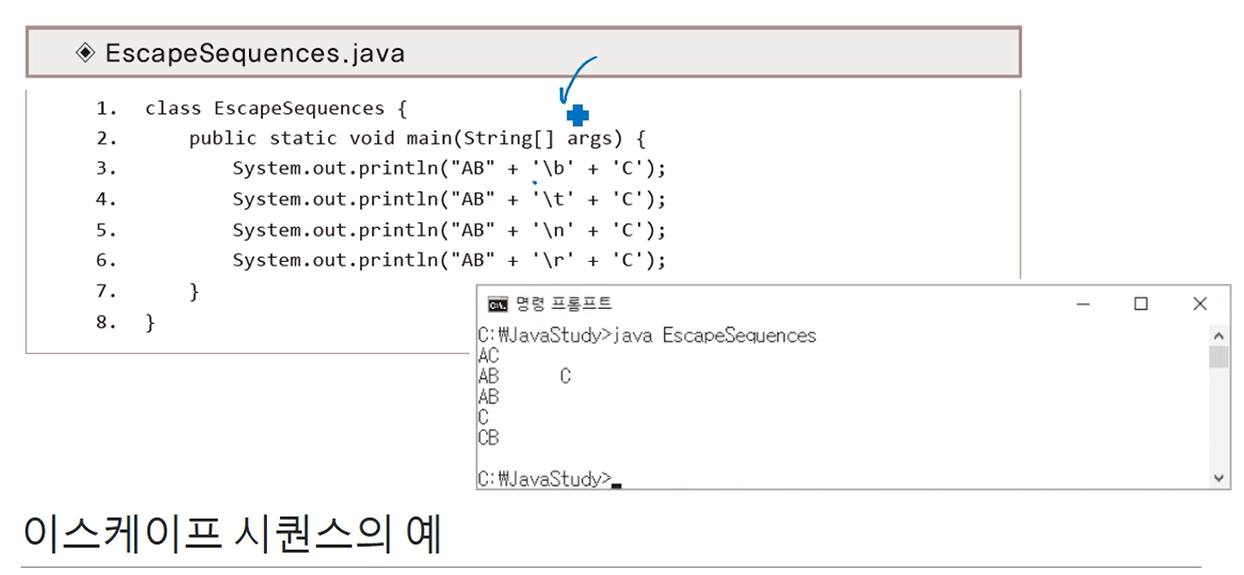 ◈ EscapeSequences.java
1. class EscapeSequences {
2.     public static void main(String[] args) {
3.         System.out.println("AB" + '\b' + 'C');
4.         System.out.println("AB" + '\t' + 'C');
5.         System.out.println("AB" + '\n' + 'C');
6.         System.out.println("AB" + '\r' + 'C');
7.     }
8. }
명령 프롬프트
C:₩JavaStudy>java EscapeSequences
AC
AB      C
AB
C
CB
C:₩JavaStudy>
이스케이프 시퀀스의 예